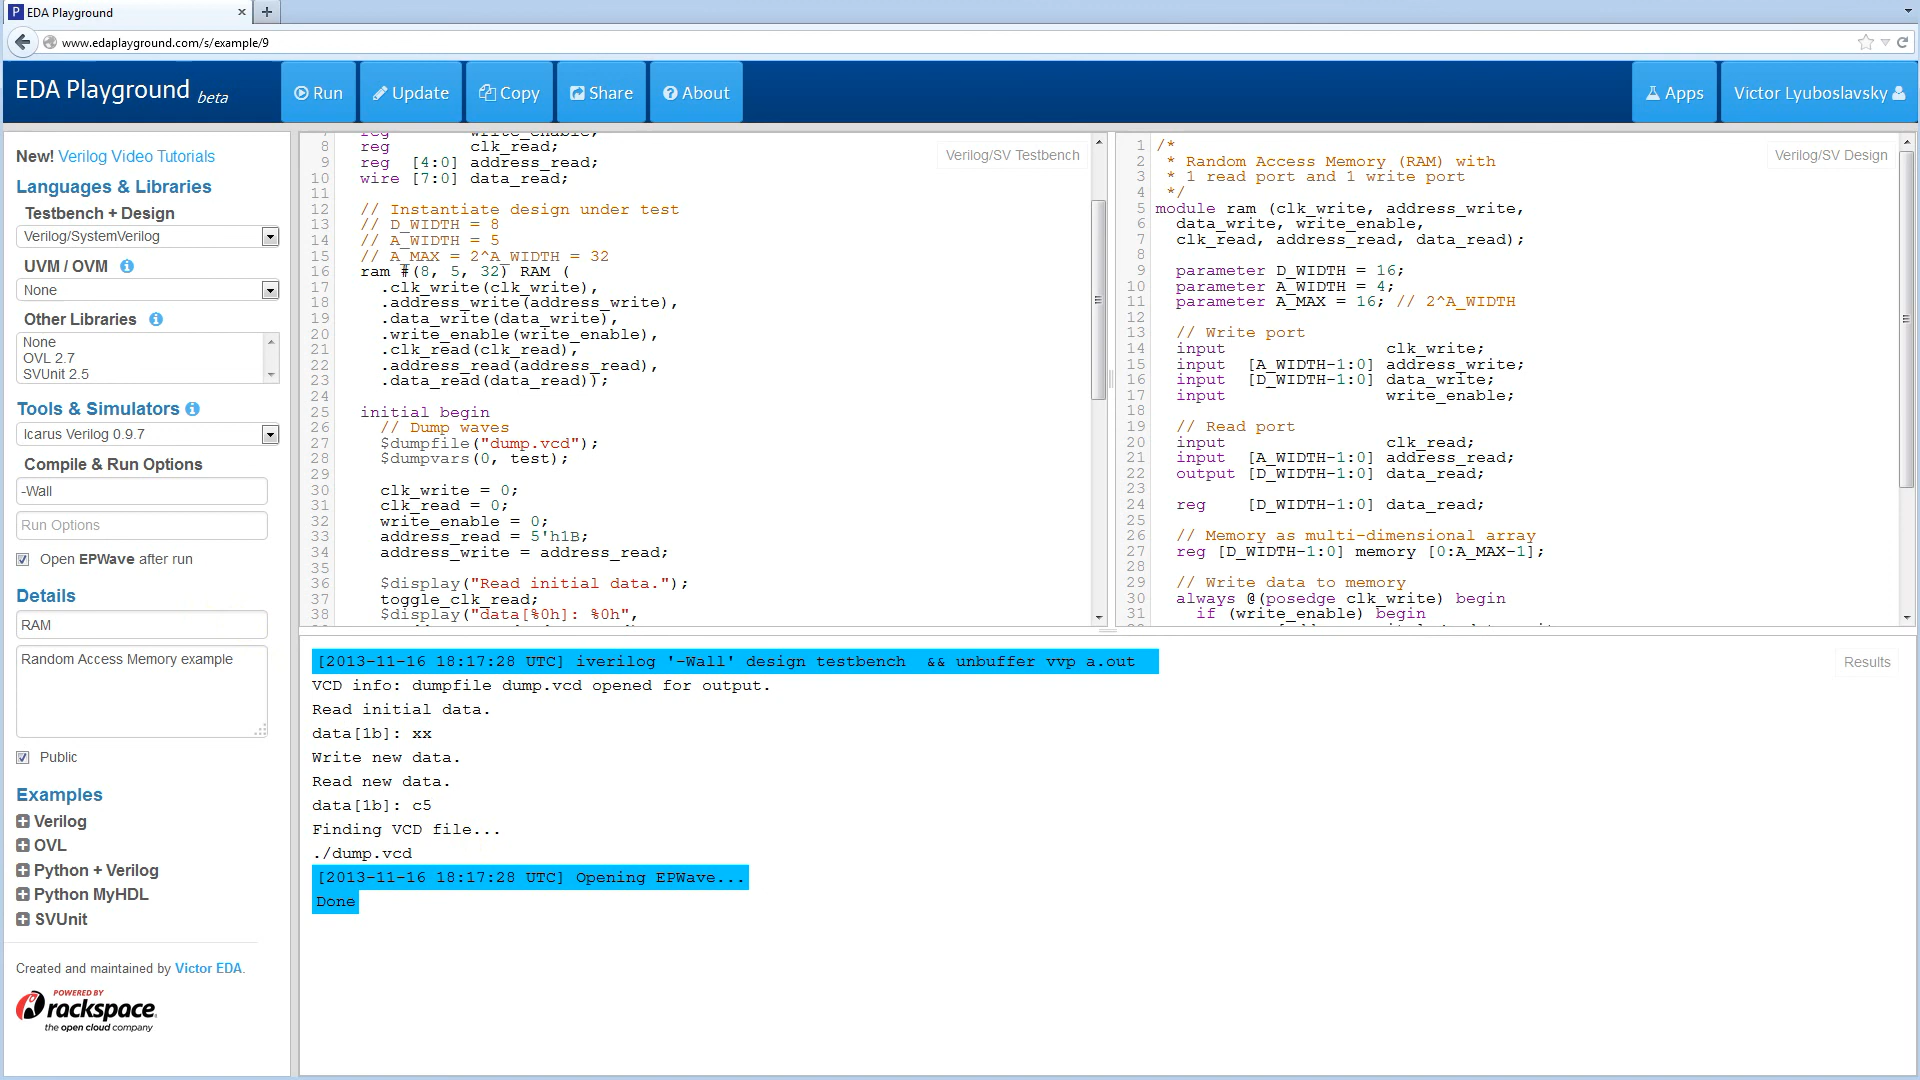 EDA Playground
www.edaplayground.com/s/example/9
EDA Playground beta
Run
Update
Copy
Share
About
Apps
Victor Lyuboslavsky
New! Verilog Video Tutorials
Languages & Libraries
Testbench + Design
Verilog/SystemVerilog
UVM / OVM
None
Other Libraries
None
OVL 2.7
SVUnit 2.5
Tools & Simulators
Icarus Verilog 0.9.7
Compile & Run Options
-Wall
Run Options
Open EPWave after run
Details
RAM
Random Access Memory example
Public
Examples
Verilog
OVL
Python + Verilog
Python MyHDL
SVUnit
Created and maintained by Victor EDA.
POWERED BY
rackspace
the open cloud company
Verilog/SV Testbench
7 reg write_enable;
8 reg clk_read;
9 reg [4:0] address_read;
10 wire [7:0] data_read;
11
12 // Instantiate design under test
13 // D_WIDTH = 8
14 // A_WIDTH = 5
15 // A_MAX = 2^A_WIDTH = 32
16 ram #(8, 5, 32) RAM (
17 .clk_write(clk_write),
18 .address_write(address_write),
19 .data_write(data_write),
20 .write_enable(write_enable),
21 .clk_read(clk_read),
22 .address_read(address_read),
23 .data_read(data_read));
24
25 initial begin
26 // Dump waves
27 $dumpfile("dump.vcd");
28 $dumpvars(0, test);
29
30 clk_write = 0;
31 clk_read = 0;
32 write_enable = 0;
33 address_read = 5'h1B;
34 address_write = address_read;
35
36 $display("Read initial data.");
37 toggle_clk_read;
38 $display("data[%0h]: %0h",
Verilog/SV Design
1 /*
2 * Random Access Memory (RAM) with
3 * 1 read port and 1 write port
4 */
5 module ram (clk_write, address_write,
6 data_write, write_enable,
7 clk_read, address_read, data_read);
8
9 parameter D_WIDTH = 16;
10 parameter A_WIDTH = 4;
11 parameter A_MAX = 16; // 2^A_WIDTH
12
13 // Write port
14 input clk_write;
15 input [A_WIDTH-1:0] address_write;
16 input [D_WIDTH-1:0] data_write;
17 input write_enable;
18
19 // Read port
20 input clk_read;
21 input [A_WIDTH-1:0] address_read;
22 output [D_WIDTH-1:0] data_read;
23
24 reg [D_WIDTH-1:0] data_read;
25
26 // Memory as multi-dimensional array
27 reg [D_WIDTH-1:0] memory [0:A_MAX-1];
28
29 // Write data to memory
30 always @(posedge clk_write) begin
31 if (write_enable) begin
Results
[2013-11-16 18:17:28 UTC] iverilog '-Wall' design testbench && unbuffer vvp a.out
VCD info: dumpfile dump.vcd opened for output.
Read initial data.
data[1b]: xx
Write new data.
Read new data.
data[1b]: c5
Finding VCD file...
./dump.vcd
[2013-11-16 18:17:28 UTC] Opening EPWave...
Done